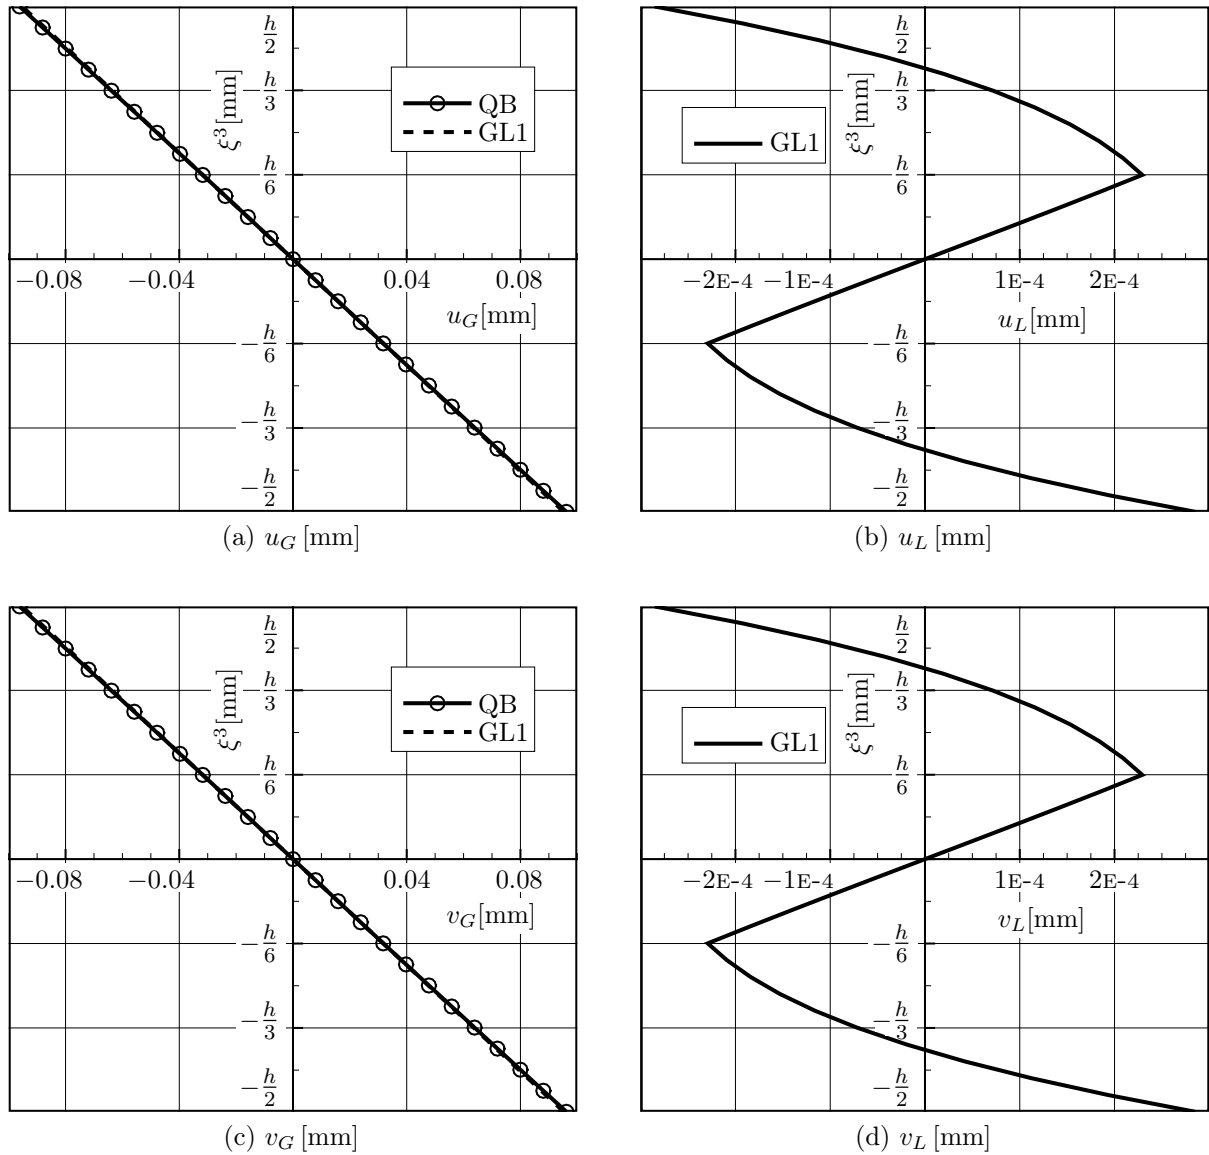 h/2
ξ³[mm]
h/3
QB
GL1
h/6
−0.08 −0.04 0.04 0.08
u_G[mm]
−h/6
−h/3
−h/2
(a) u_G [mm]
h/2
ξ³[mm]
h/3
GL1
h/6
−2E-4 −1E-4 1E-4 2E-4
u_L[mm]
−h/6
−h/3
−h/2
(b) u_L [mm]
h/2
ξ³[mm]
h/3
QB
GL1
h/6
−0.08 −0.04 0.04 0.08
v_G[mm]
−h/6
−h/3
−h/2
(c) v_G [mm]
h/2
ξ³[mm]
h/3
GL1
h/6
−2E-4 −1E-4 1E-4 2E-4
v_L[mm]
−h/6
−h/3
−h/2
(d) v_L [mm]